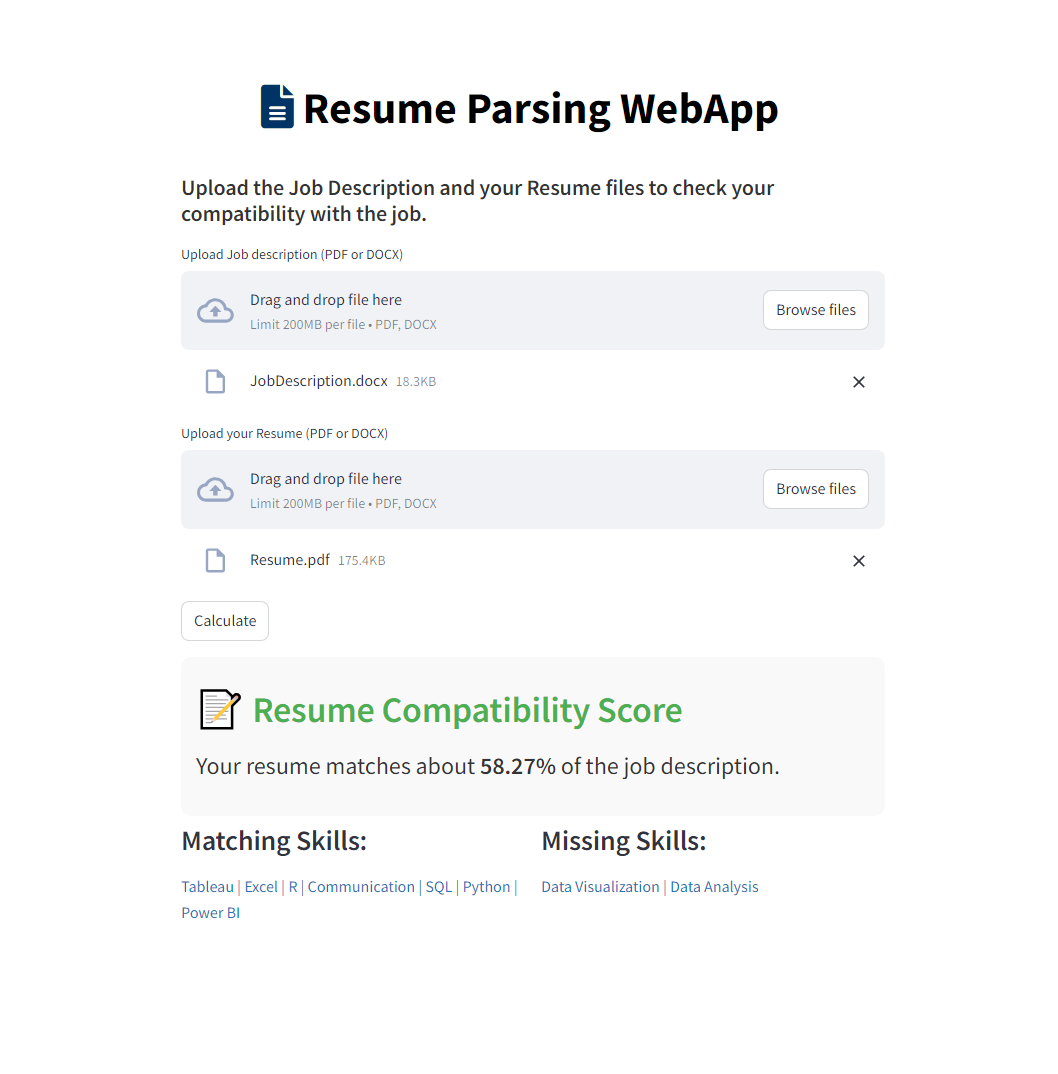 Resume Parsing WebApp
Upload the Job Description and your Resume files to check your
compatibility with the job.
Upload Job description (PDF or DOCX)
Drag and drop file here
Browse files
Limit 200MB per file • PDF, DOCX
JobDescription.docx 18.3KB
Upload your Resume (PDF or DOCX)
Drag and drop file here
Browse files
Limit 200MB per file • PDF, DOCX
Resume.pdf 175.4KB
Calculate
Resume Compatibility Score
Your resume matches about 58.27% of the job description.
Matching Skills:
Tableau | Excel | R | Communication | SQL | Python |
Power BI
Missing Skills:
Data Visualization | Data Analysis